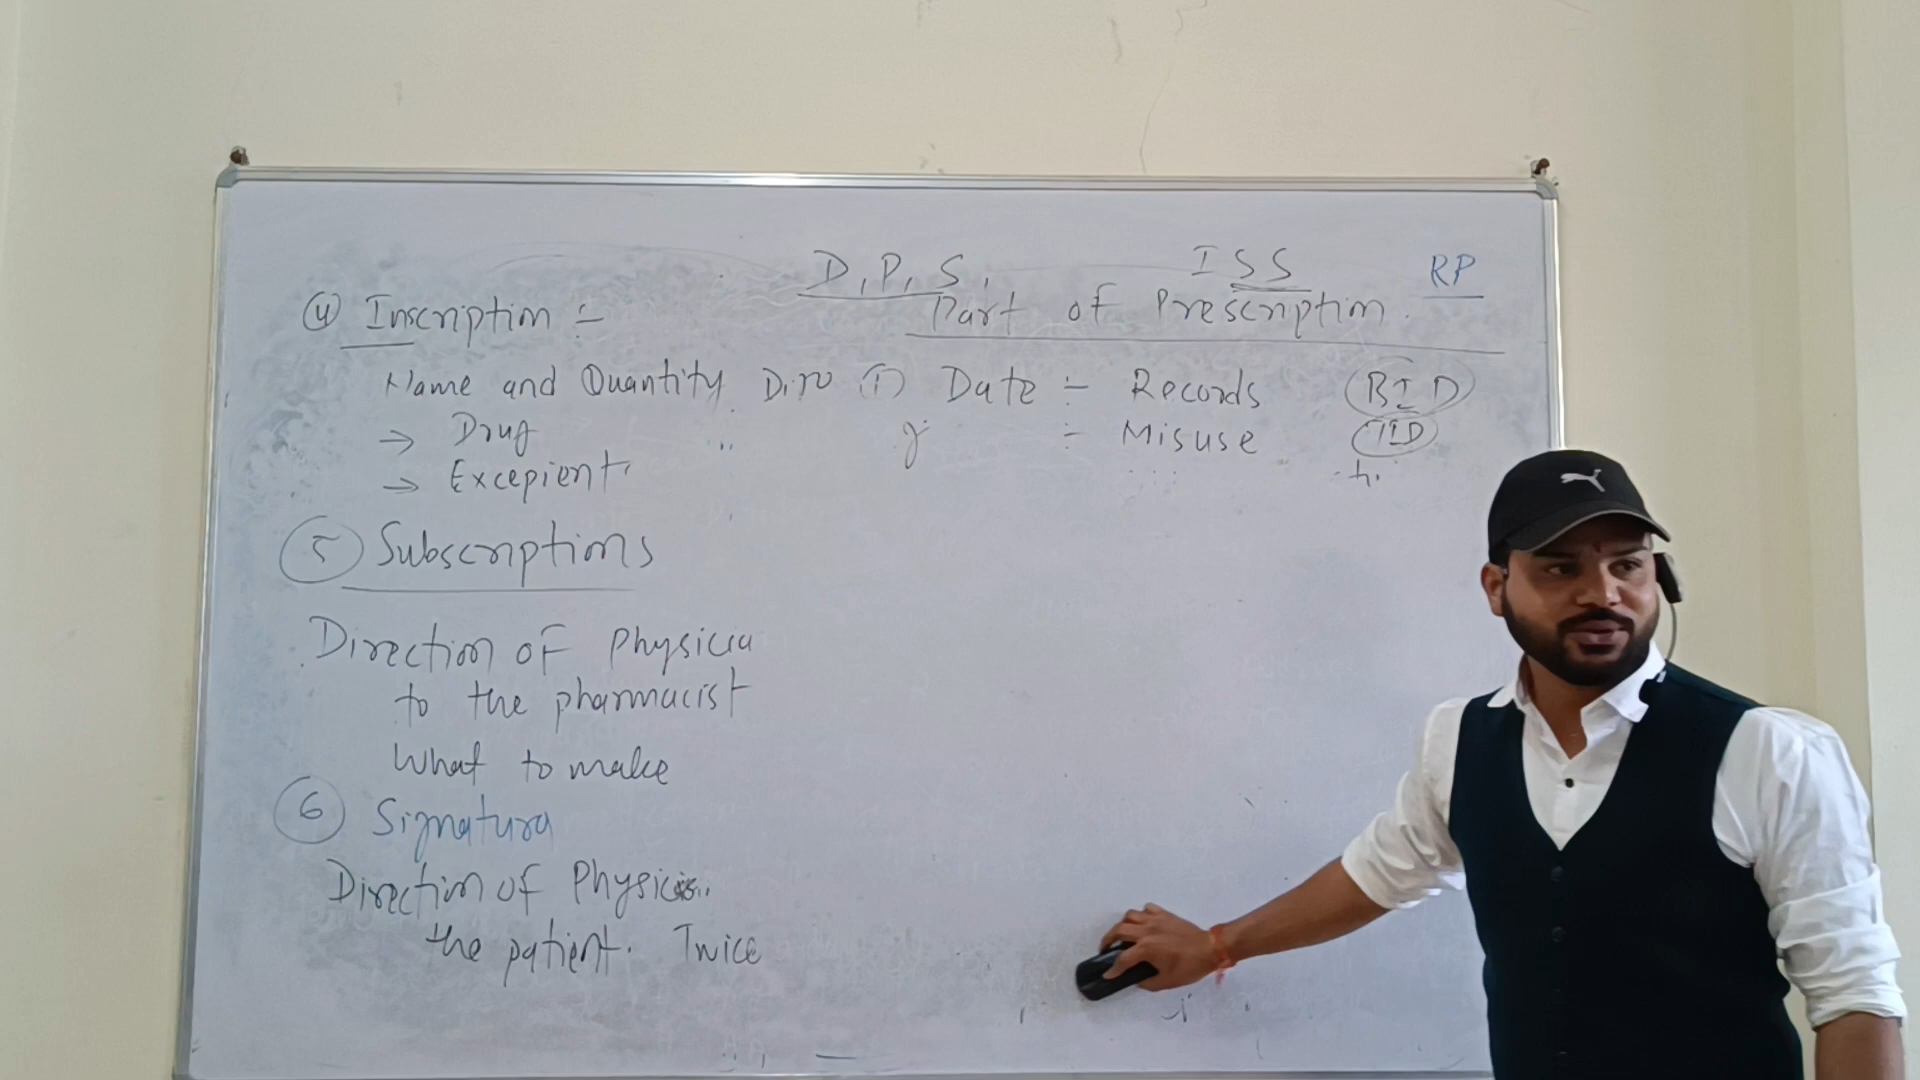 D.P.S. ISS RP
Part of Prescription.
④ Inscription :-
Name and Quantity
→ Drug
→ Excepient.
① Date :- Records
:- Misuse
BID
TID
⑤ Subscriptions
Direction of Physicia
to the pharmacist
What to make
⑥ Signatura
Direction of Physici
the patient. Twice